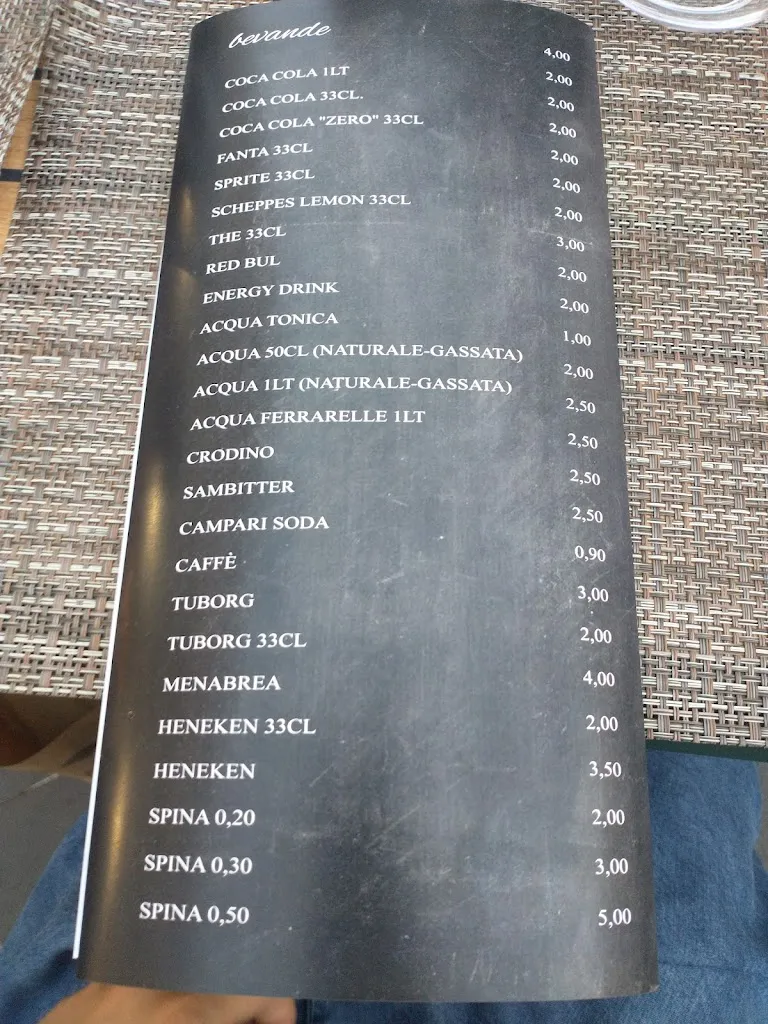 bevande
COCA COLA 1LT 4,00
COCA COLA 33CL. 2,00
COCA COLA "ZERO" 33CL 2,00
FANTA 33CL 2,00
SPRITE 33CL 2,00
SCHEPPES LEMON 33CL 2,00
THE 33CL 2,00
RED BUL 3,00
ENERGY DRINK 2,00
ACQUA TONICA 2,00
ACQUA 50CL (NATURALE-GASSATA) 1,00
ACQUA 1LT (NATURALE-GASSATA) 2,00
ACQUA FERRARELLE 1LT 2,50
CRODINO 2,50
SAMBITTER 2,50
CAMPARI SODA 2,50
CAFFÈ 0,90
TUBORG 3,00
TUBORG 33CL 2,00
MENABREA 4,00
HENEKEN 33CL 2,00
HENEKEN 3,50
SPINA 0,20 2,00
SPINA 0,30 3,00
SPINA 0,50 5,00